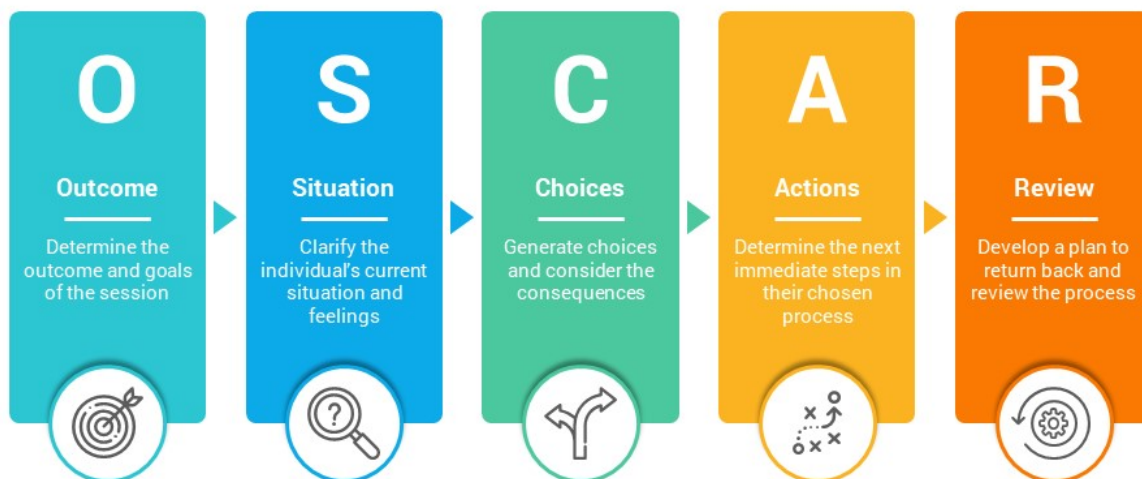 O
Outcome
Determine the
outcome and goals
of the session
S
Situation
Clarify the
individual's current
situation and
feelings
C
Choices
Generate choices
and consider the
consequences
A
Actions
Determine the next
immediate steps in
their chosen
process
R
Review
Develop a plan to
return back and
review the process